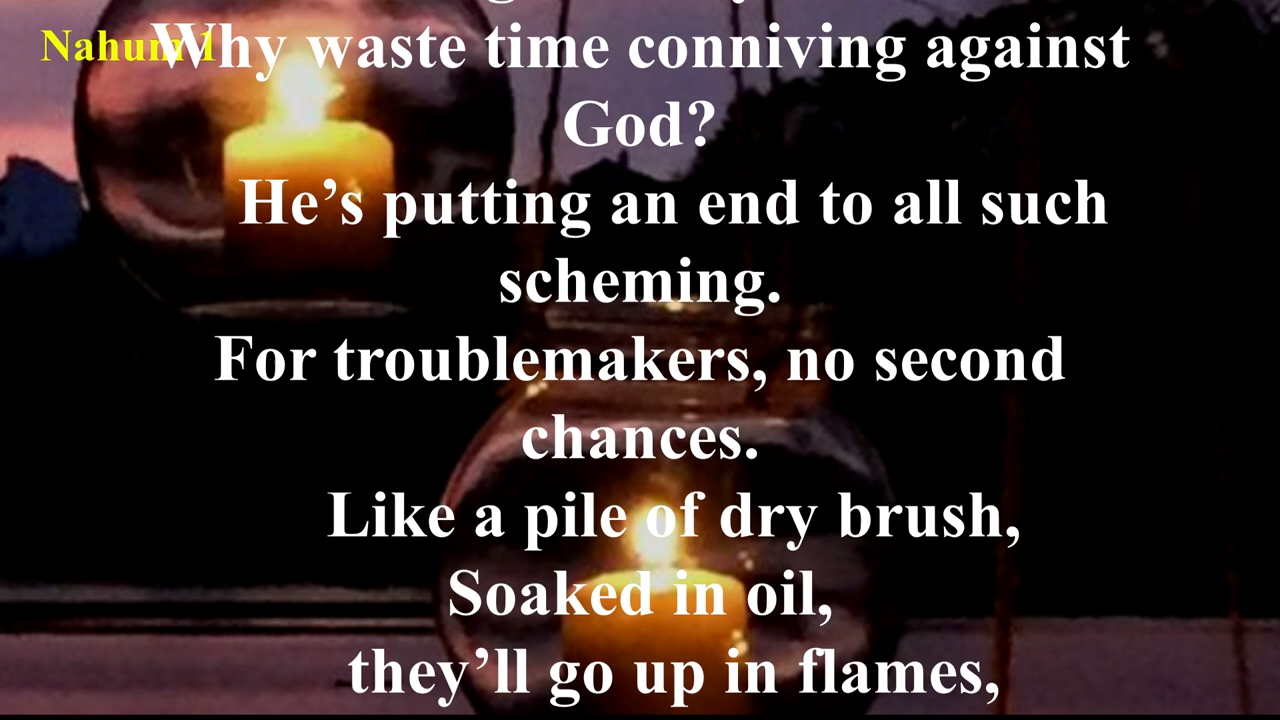 Nahum 1
Why waste time conniving against
God?
He’s putting an end to all such
scheming.
For troublemakers, no second
chances.
Like a pile of dry brush,
Soaked in oil,
they’ll go up in flames,